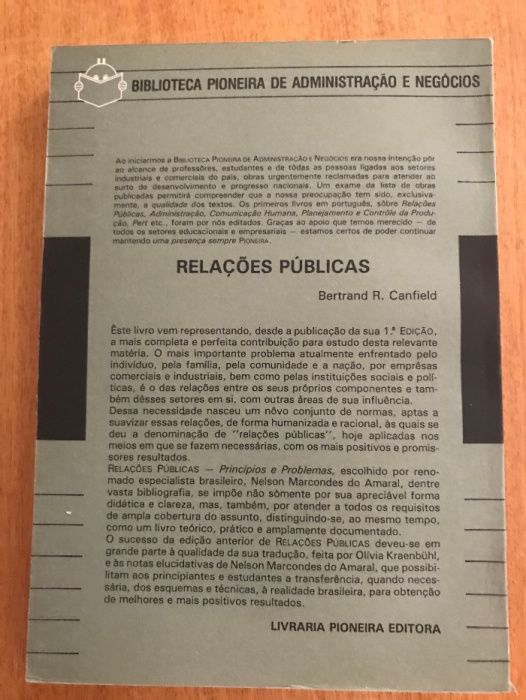 BIBLIOTECA PIONEIRA DE ADMINISTRAÇÃO E NEGÓCIOS
Ao iniciarmos a BIBLIOTECA PIONEIRA DE ADMINISTRAÇÃO E NEGÓCIOS era nossa intenção pôr
ao alcance de professôres, estudantes e de tôdas as pessoas ligadas aos setores
industriais e comerciais do país, obras urgentemente reclamadas para atender ao
surto de desenvolvimento e progresso nacionais. Um exame da lista de obras
publicadas permitirá compreender que a nossa preocupação tem sido, exclusiva-
mente, a qualidade dos textos. Os primeiros livros em português, sôbre Relações
Públicas, Administração, Comunicação Humana, Planejamento e Contrôle da Produ-
ção, Pert etc., foram por nós editados. Graças ao apoio que temos merecido — de
todos os setores educacionais e empresariais — estamos certos de poder continuar
mantendo uma presença sempre PIONEIRA.
RELAÇÕES PÚBLICAS
Bertrand R. Canfield
Êste livro vem representando, desde a publicação da sua 1.ª EDIÇÃO,
a mais completa e perfeita contribuição para estudo desta relevante
matéria. O mais importante problema atualmente enfrentado pelo
indivíduo, pela família, pela comunidade e a nação, por emprêsas
comerciais e industriais, bem como pelas instituições sociais e polí-
ticas, é o das relações entre os seus próprios componentes e tam-
bém dêsses setores em si, com outras áreas de sua influência.
Dessa necessidade nasceu um nôvo conjunto de normas, aptas a
suavizar essas relações, de forma humanizada e racional, às quais se
deu a denominação de "relações públicas", hoje aplicadas nos
meios em que se fazem necessárias, com os mais positivos e promis-
sores resultados.
RELAÇÕES PÚBLICAS — Princípios e Problemas, escolhido por reno-
mado especialista brasileiro, Nelson Marcondes do Amaral, dentre
vasta bibliografia, se impõe não sòmente por sua apreciável forma
didática e clareza, mas, também, por atender a todos os requisitos
de ampla cobertura do assunto, distinguindo-se, ao mesmo tempo,
como um livro teórico, prático e amplamente documentado.
O sucesso da edição anterior de RELAÇÕES PÚBLICAS deveu-se em
grande parte à qualidade da sua tradução, feita por Olívia Kraenbühl,
e às notas elucidativas de Nelson Marcondes do Amaral, que possibi-
litam aos principiantes e estudantes a transferência, quando neces-
sária, dos esquemas e técnicas, à realidade brasileira, para obtenção
de melhores e mais positivos resultados.
LIVRARIA PIONEIRA EDITORA